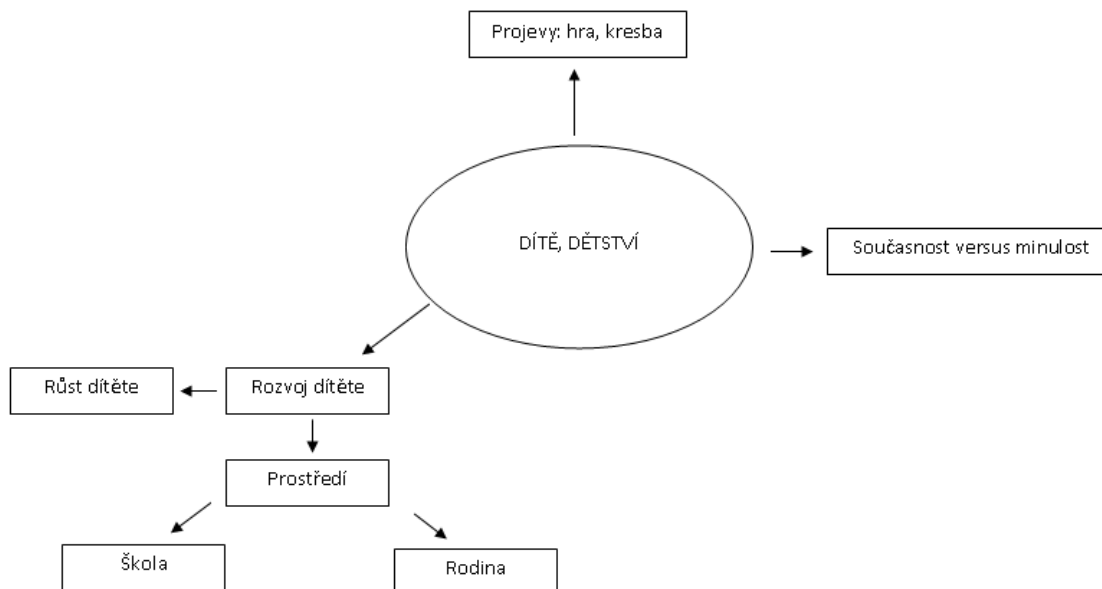 Projevy: hra, kresba
DÍTĚ, DĚTSTVÍ
Současnost versus minulost
Růst dítěte
Rozvoj dítěte
Prostředí
Škola
Rodina